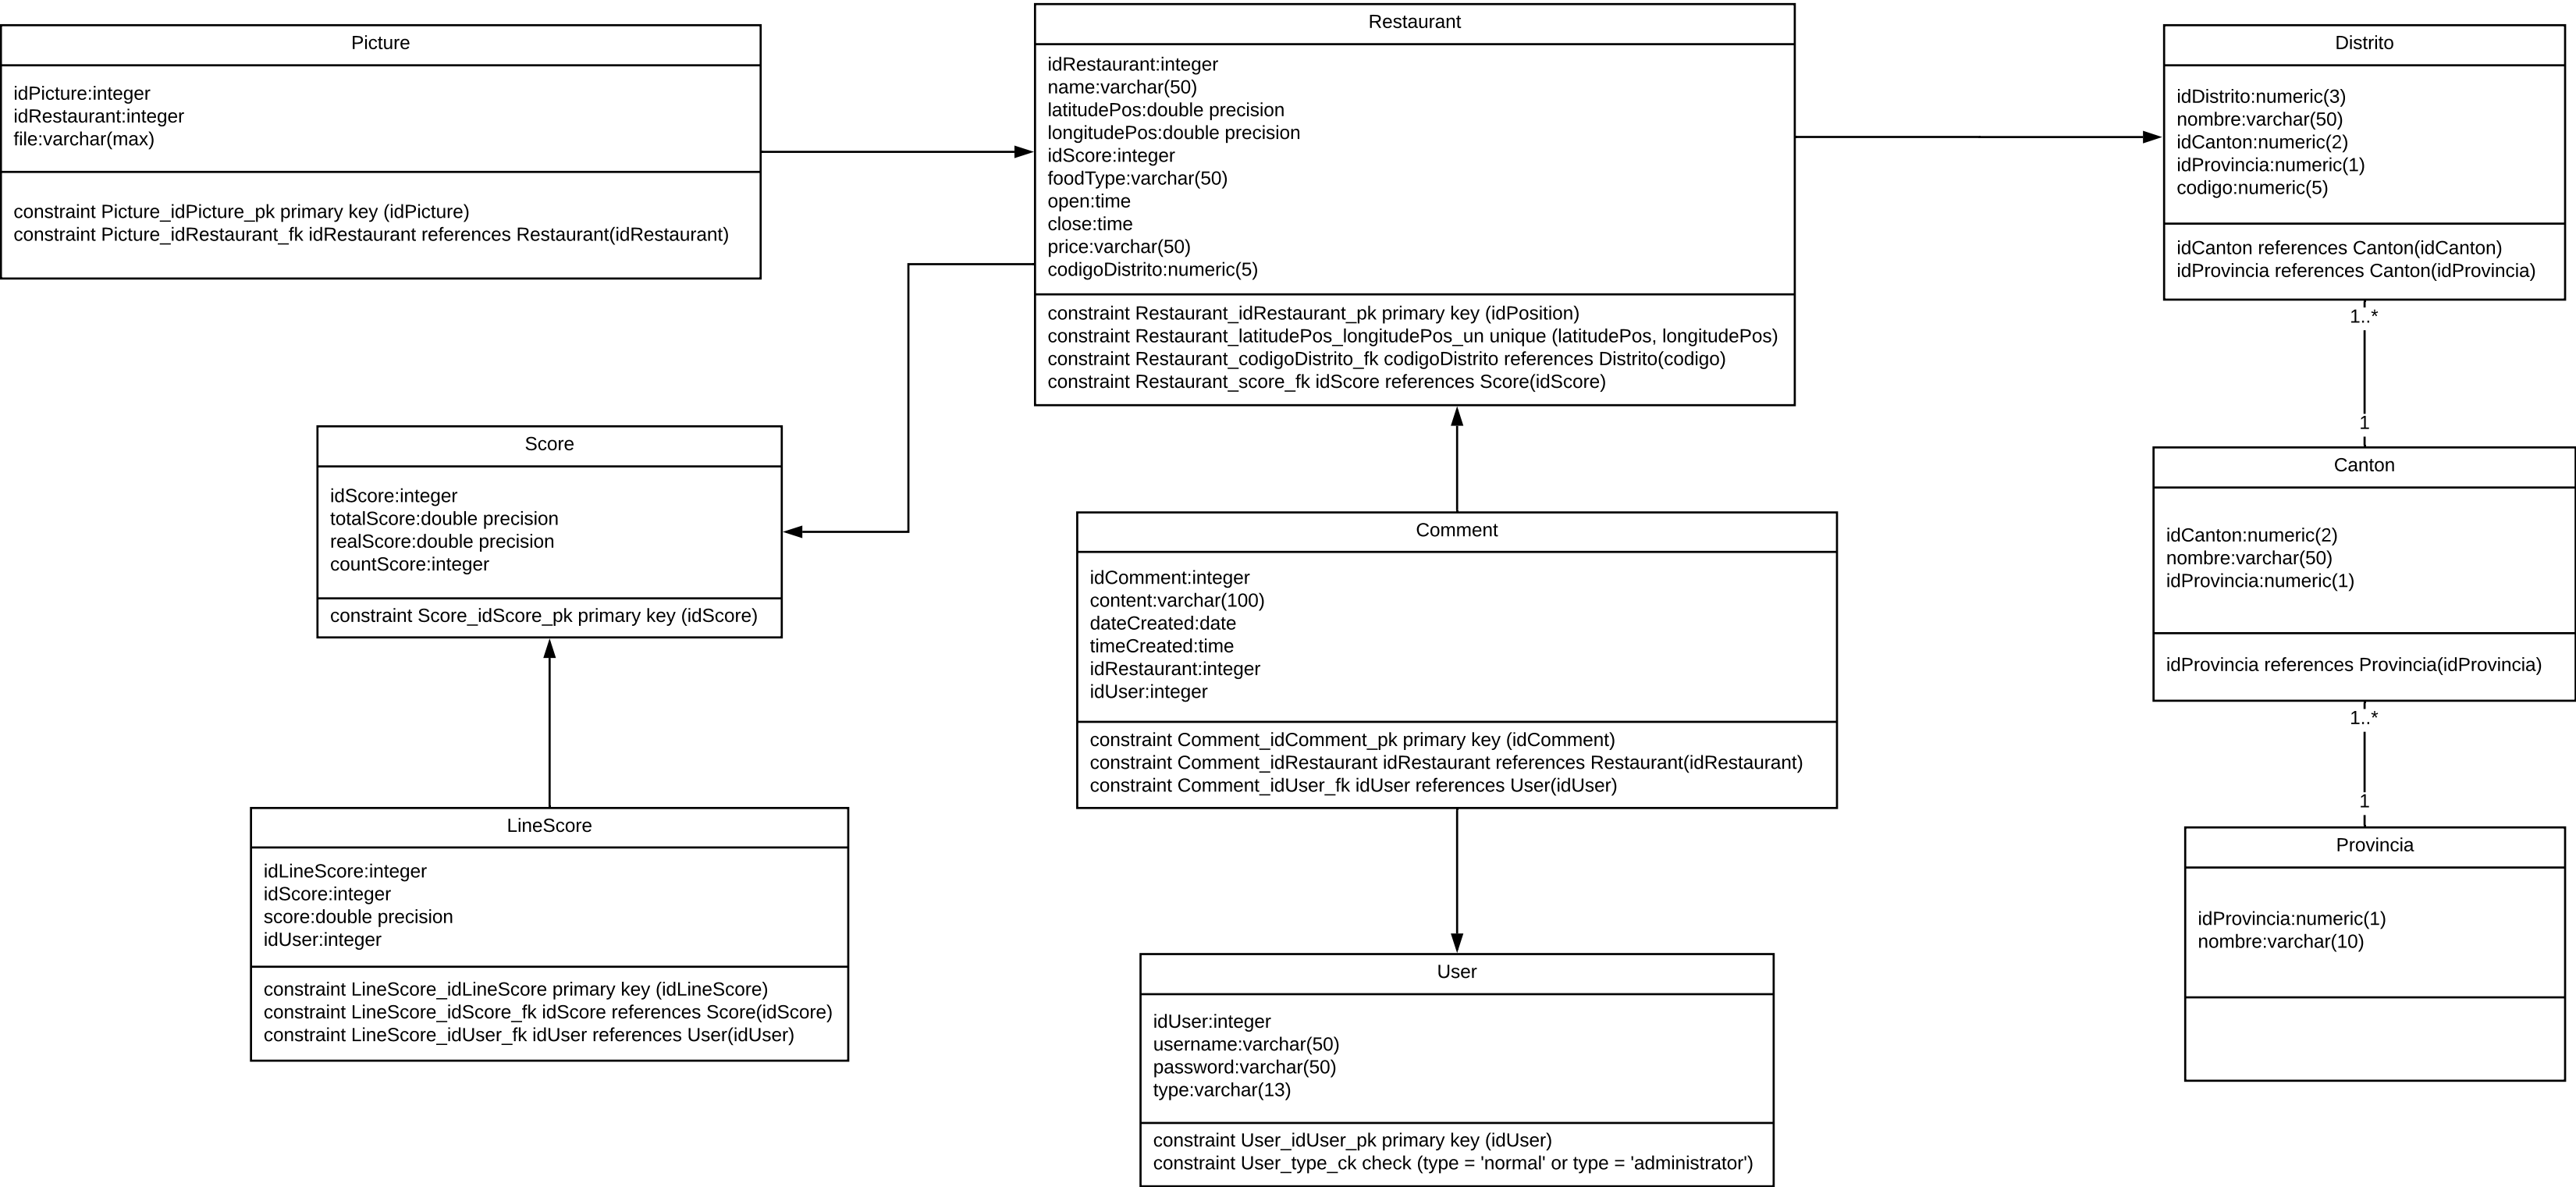 Picture
idPicture:integer
idRestaurant:integer
file:varchar(max)
constraint Picture_idPicture_pk primary key (idPicture)
constraint Picture_idRestaurant_fk idRestaurant references Restaurant(idRestaurant)
Restaurant
idRestaurant:integer
name:varchar(50)
latitudePos:double precision
longitudePos:double precision
idScore:integer
foodType:varchar(50)
open:time
close:time
price:varchar(50)
codigoDistrito:numeric(5)
constraint Restaurant_idRestaurant_pk primary key (idPosition)
constraint Restaurant_latitudePos_longitudePos_un unique (latitudePos, longitudePos)
constraint Restaurant_codigoDistrito_fk codigoDistrito references Distrito(codigo)
constraint Restaurant_score_fk idScore references Score(idScore)
Distrito
idDistrito:numeric(3)
nombre:varchar(50)
idCanton:numeric(2)
idProvincia:numeric(1)
codigo:numeric(5)
idCanton references Canton(idCanton)
idProvincia references Canton(idProvincia)
1..*
1
Score
idScore:integer
totalScore:double precision
realScore:double precision
countScore:integer
constraint Score_idScore_pk primary key (idScore)
Comment
idComment:integer
content:varchar(100)
dateCreated:date
timeCreated:time
idRestaurant:integer
idUser:integer
constraint Comment_idComment_pk primary key (idComment)
constraint Comment_idRestaurant idRestaurant references Restaurant(idRestaurant)
constraint Comment_idUser_fk idUser references User(idUser)
Canton
idCanton:numeric(2)
nombre:varchar(50)
idProvincia:numeric(1)
idProvincia references Provincia(idProvincia)
1..*
1
LineScore
idLineScore:integer
idScore:integer
score:double precision
idUser:integer
constraint LineScore_idLineScore primary key (idLineScore)
constraint LineScore_idScore_fk idScore references Score(idScore)
constraint LineScore_idUser_fk idUser references User(idUser)
User
idUser:integer
username:varchar(50)
password:varchar(50)
type:varchar(13)
constraint User_idUser_pk primary key (idUser)
constraint User_type_ck check (type = 'normal' or type = 'administrator')
Provincia
idProvincia:numeric(1)
nombre:varchar(10)